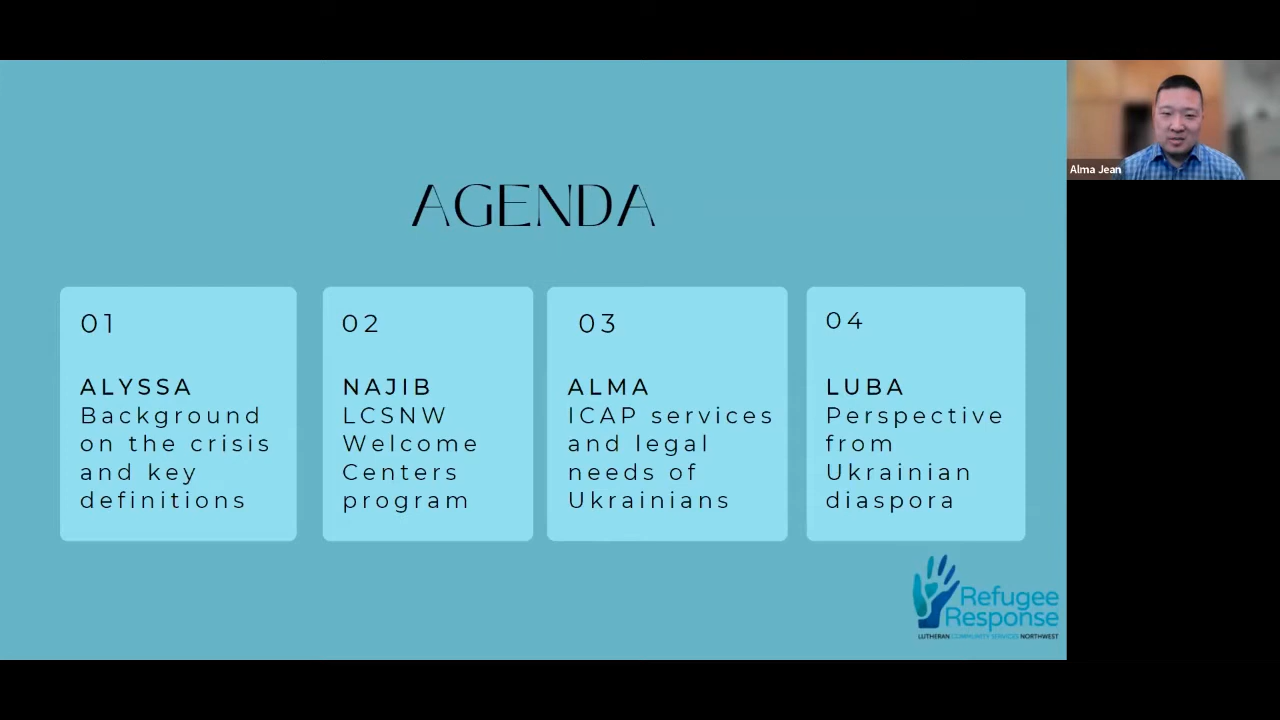 AGENDA
01
ALYSSA
Background
on the crisis
and key
definitions
02
NAJIB
LCSNW
Welcome
Centers
program
03
ALMA
ICAP services
and legal
needs of
Ukrainians
04
LUBA
Perspective
from
Ukrainian
diaspora
Refugee
Response
LUTHERAN COMMUNITY SERVICES NORTHWEST
Alma Jean